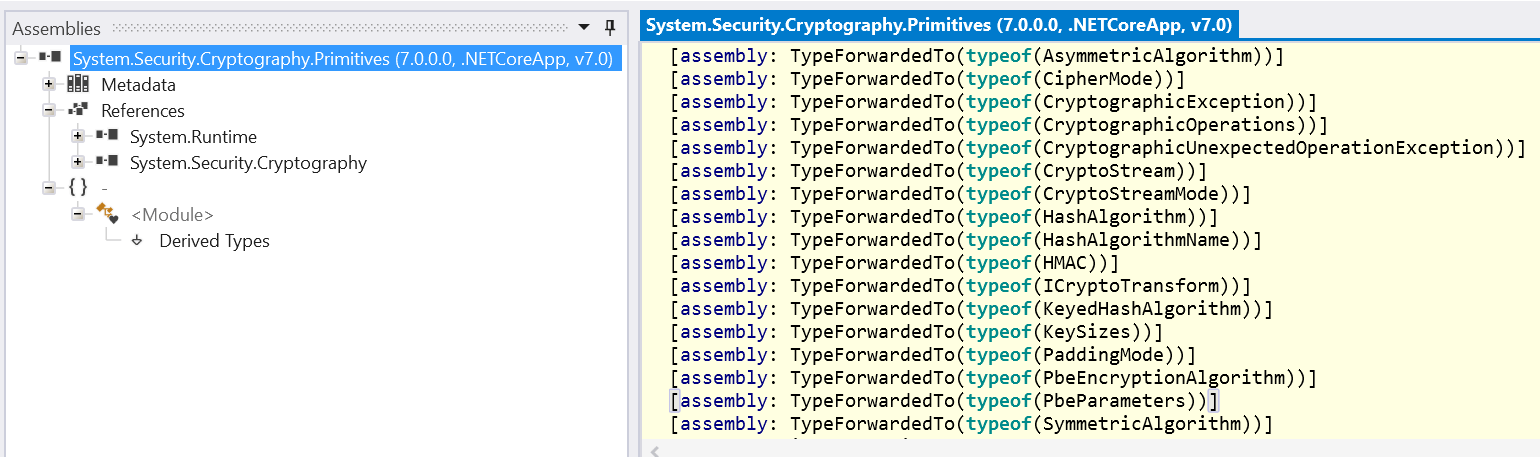 Assemblies
System.Security.Cryptography.Primitives (7.0.0.0, .NETCoreApp, v7.0)
Metadata
References
System.Runtime
System.Security.Cryptography
{ } -
<Module>
Derived Types
System.Security.Cryptography.Primitives (7.0.0.0, .NETCoreApp, v7.0)
[assembly: TypeForwardedTo(typeof(AsymmetricAlgorithm))]
[assembly: TypeForwardedTo(typeof(CipherMode))]
[assembly: TypeForwardedTo(typeof(CryptographicException))]
[assembly: TypeForwardedTo(typeof(CryptographicOperations))]
[assembly: TypeForwardedTo(typeof(CryptographicUnexpectedOperationException))]
[assembly: TypeForwardedTo(typeof(CryptoStream))]
[assembly: TypeForwardedTo(typeof(CryptoStreamMode))]
[assembly: TypeForwardedTo(typeof(HashAlgorithm))]
[assembly: TypeForwardedTo(typeof(HashAlgorithmName))]
[assembly: TypeForwardedTo(typeof(HMAC))]
[assembly: TypeForwardedTo(typeof(ICryptoTransform))]
[assembly: TypeForwardedTo(typeof(KeyedHashAlgorithm))]
[assembly: TypeForwardedTo(typeof(KeySizes))]
[assembly: TypeForwardedTo(typeof(PaddingMode))]
[assembly: TypeForwardedTo(typeof(PbeEncryptionAlgorithm))]
[assembly: TypeForwardedTo(typeof(PbeParameters))]
[assembly: TypeForwardedTo(typeof(SymmetricAlgorithm))]